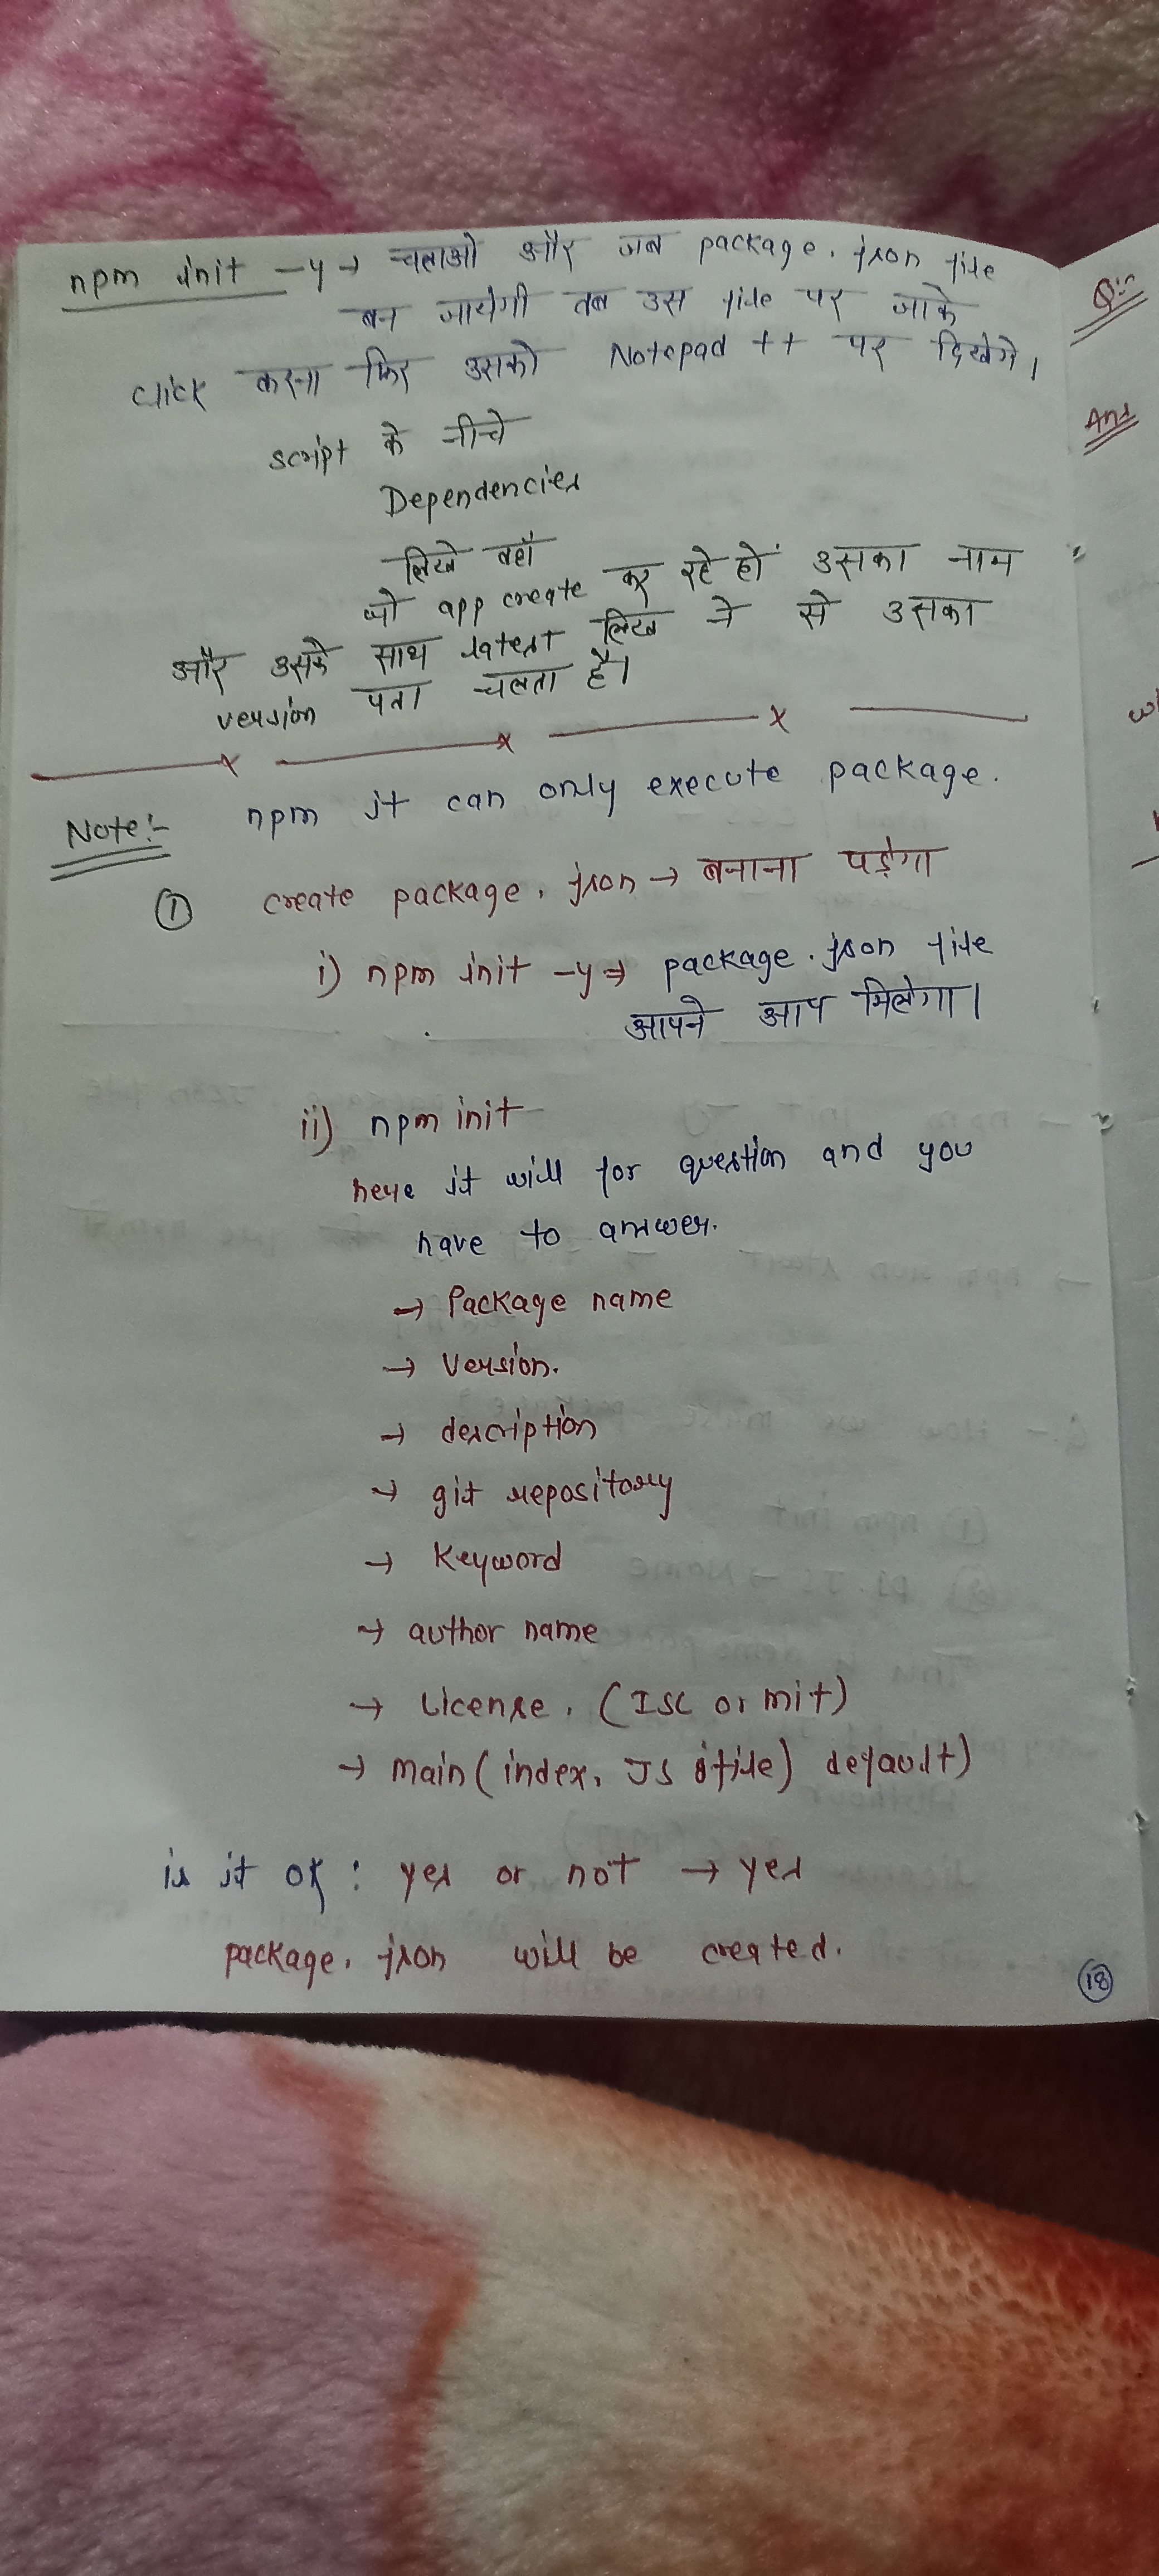 npm init -y → चलाओ और जब package.json file
बन जायेगी तब उस file पर जाके
click करना फिर उसको Notepad ++ पर दिखेगे।
script के नीचे
Dependencies
लिखे वहाँ
जो app create कर रहे हों उसका नाम
और उसके साथ latest लिख ने से उसका
version पता चलता है।
Note:- npm it can only execute package.
① create package.json → बनाना पड़ेगा
i) npm init -y ⇒ package.json file
आपने आप मिलेगा।
ii) npm init
here it will for question and you
have to answer.
→ Package name
→ Version.
→ description
→ git repository
→ Keyword
→ author name
→ License. (ISC or mit)
→ main (index, JS file) default)
is it ok : yes or not → yes
package.json will be created.
18
Q:-
Ans